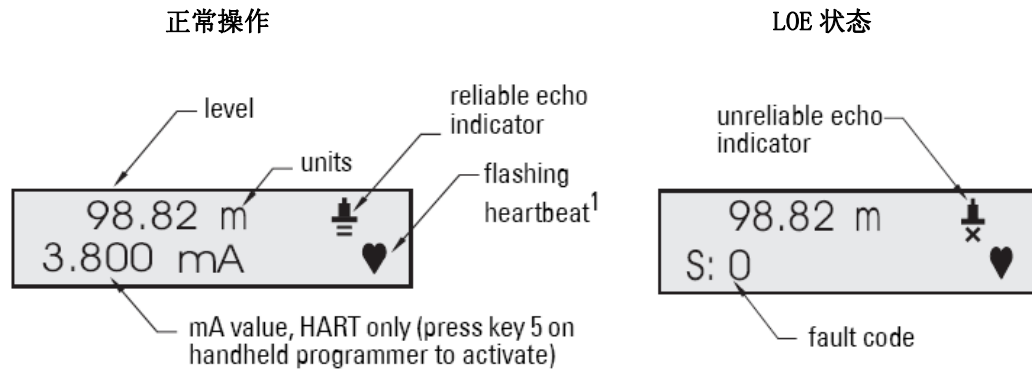 正常操作
level
reliable echo
indicator
units
flashing
heartbeat1
98.82 m
3.800 mA
mA value, HART only (press key 5 on
handheld programmer to activate)
LOE 状态
unreliable echo
indicator
98.82 m
S: 0
fault code